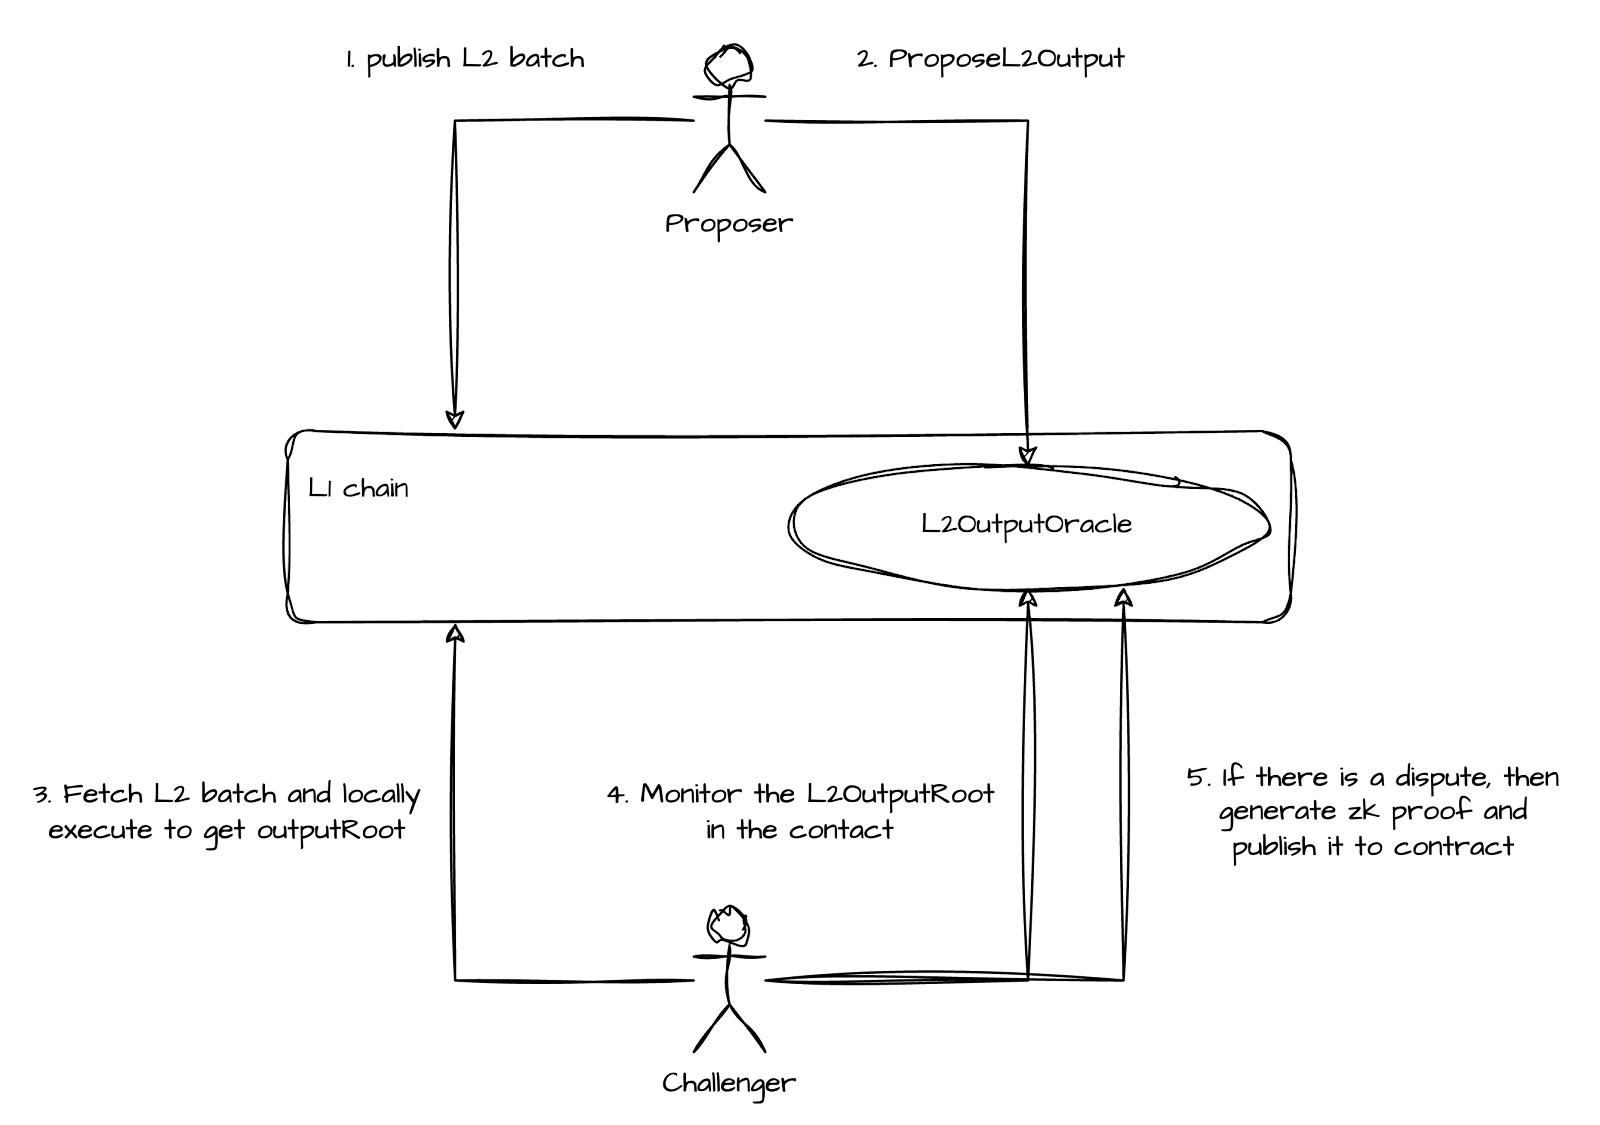 1. publish L2 batch
2. ProposeL2Output
Proposer
L1 chain
L2OutputOracle
3. Fetch L2 batch and locally
execute to get outputRoot
4. Monitor the L2OutputRoot
in the contact
5. If there is a dispute, then
generate zk proof and
publish it to contract
Challenger